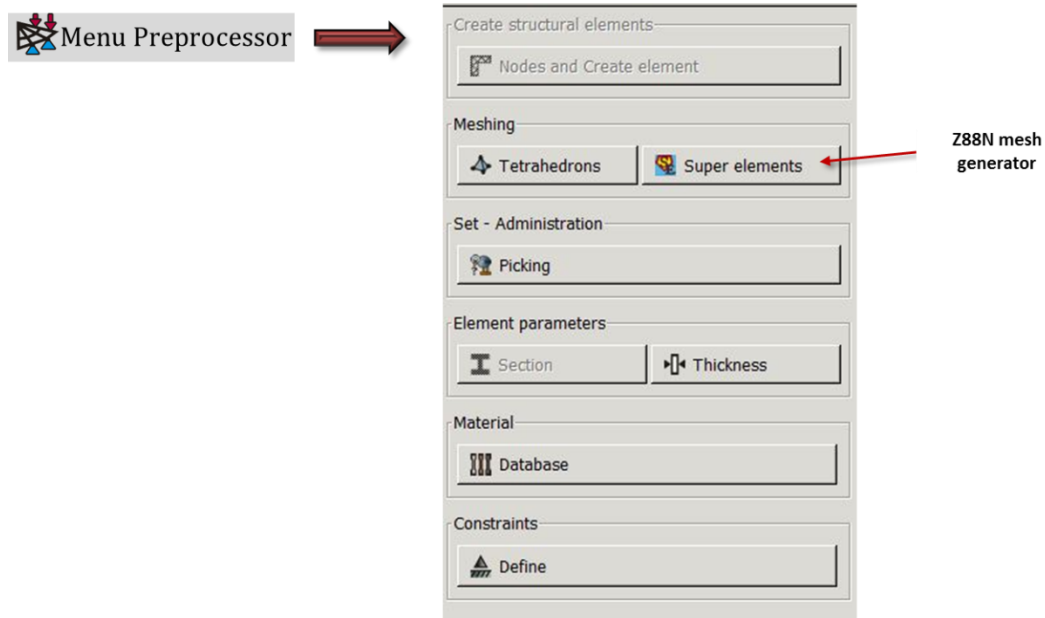 Menu Preprocessor
Create structural elements
Nodes and Create element
Meshing
Tetrahedrons
Super elements
Z88N mesh
generator
Set - Administration
Picking
Element parameters
Section
Thickness
Material
Database
Constraints
Define